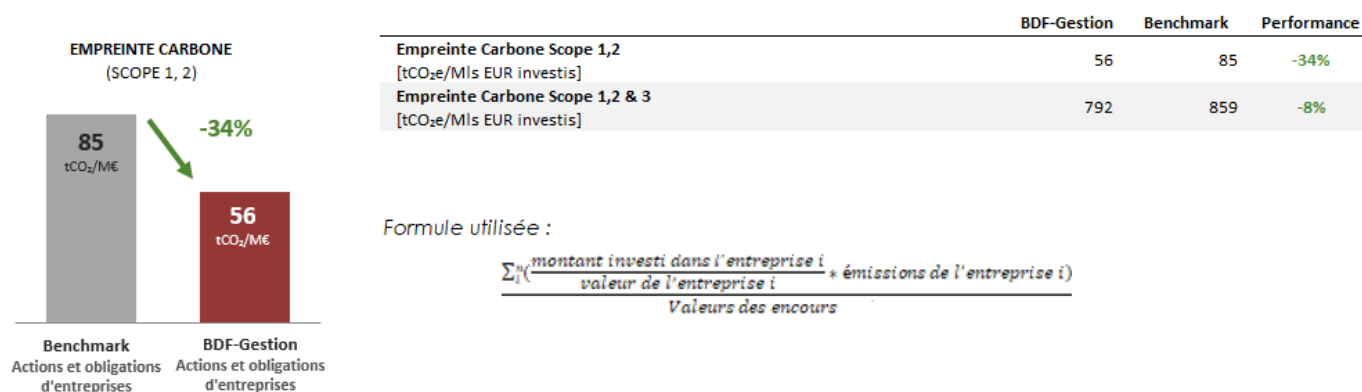 EMPREINTE CARBONE
(SCOPE 1, 2)
85
tCO₂/M€
-34%
56
tCO₂/M€
Benchmark
Actions et obligations
d'entreprises
BDF-Gestion
Actions et obligations
d'entreprises
BDF-Gestion Benchmark Performance
Empreinte Carbone Scope 1,2
[tCO₂e/Mls EUR investis] 56 85 -34%
Empreinte Carbone Scope 1,2 & 3
[tCO₂e/Mls EUR investis] 792 859 -8%
Formule utilisée :
montant investi dans l'entreprise i
Σⁿᵢ( * émissions de l'entreprise i)
valeur de l'entreprise i
Valeurs des encours